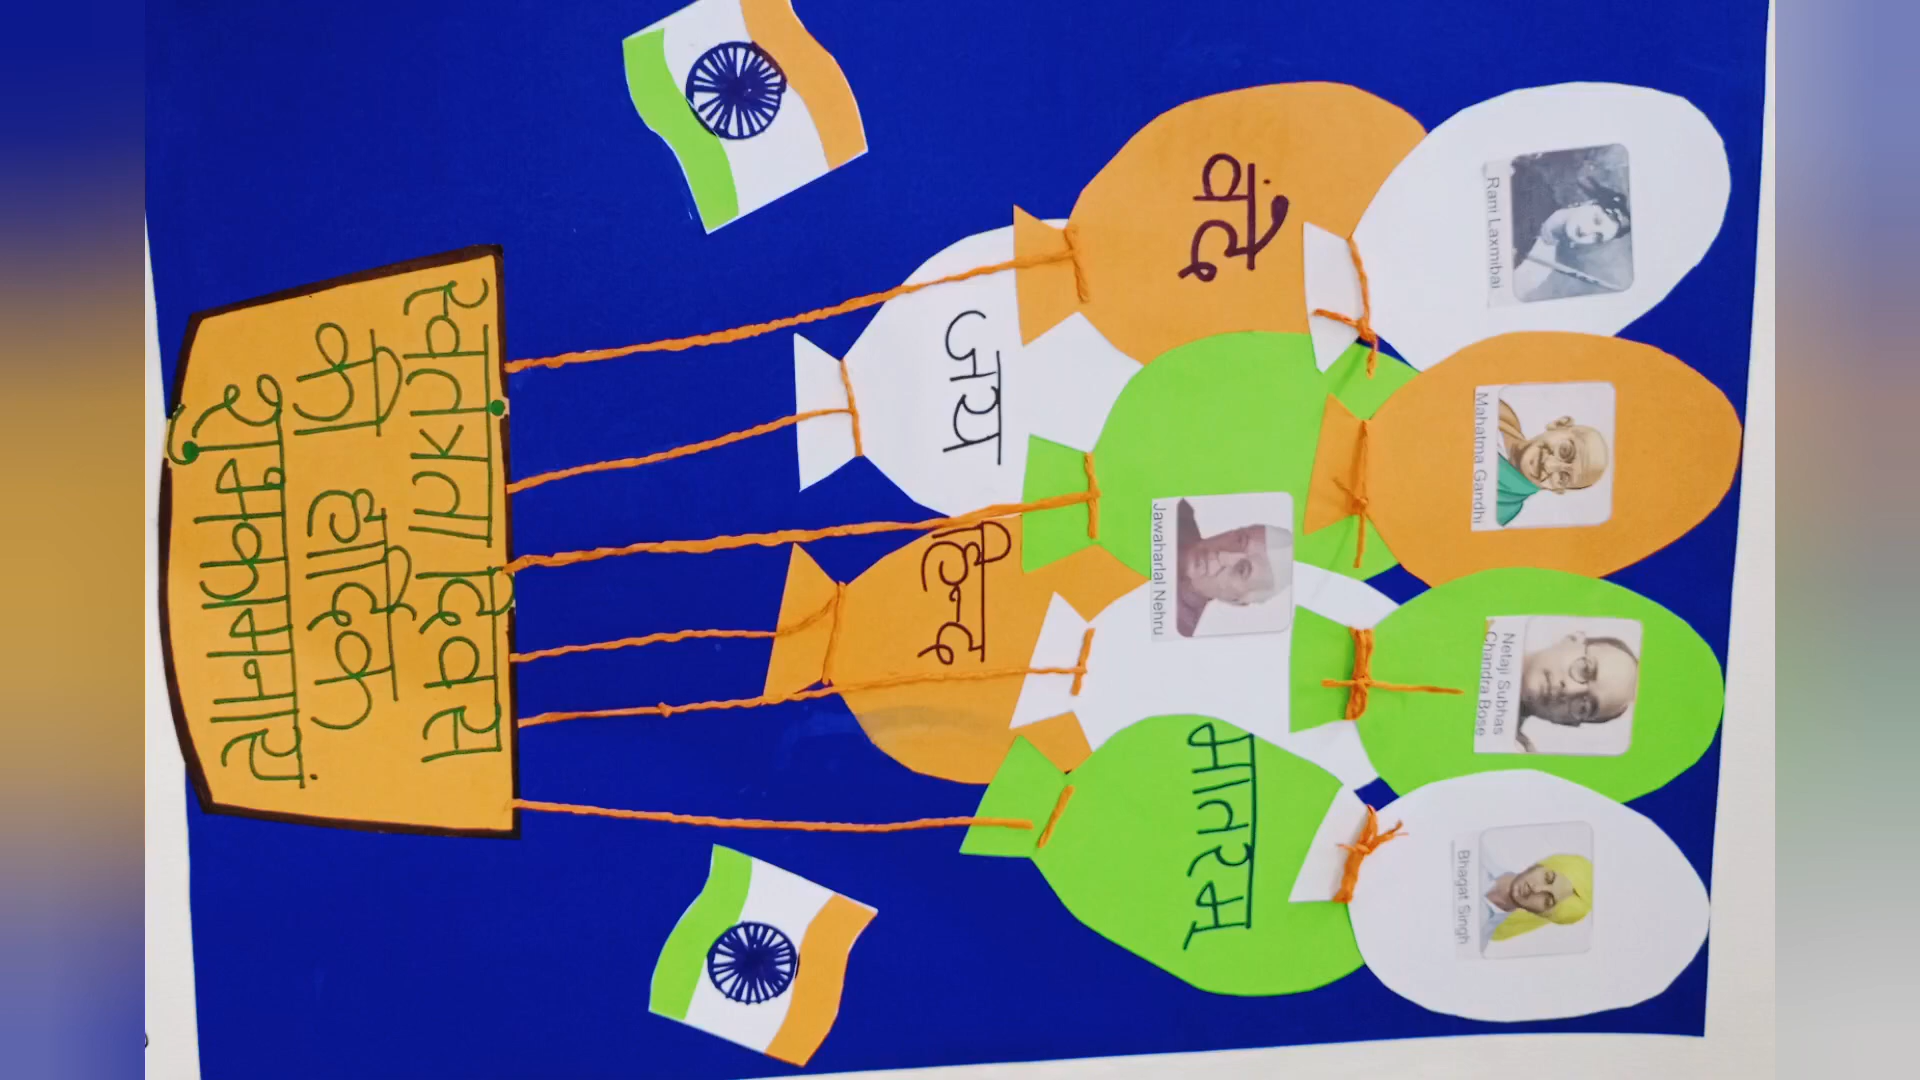 Rani Laxmibai
Mahatma Gandhi
Netaji Subhas
Chandra Bose
Bhagat Singh
वंदे
Jawaharlal Nehru
मातरम
जय
हिन्द
स्वतंत्रता दिवस
की हार्दिक
शुभकामनाएं